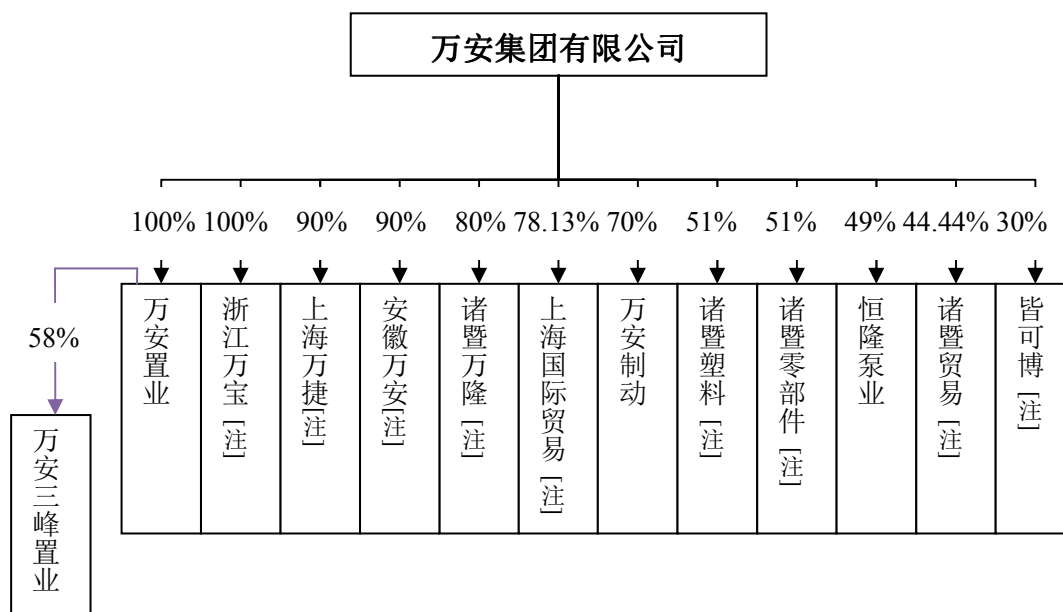 万安集团有限公司
100% 100% 90% 90% 80% 78.13% 70% 51% 51% 49% 44.44% 30%
58%
万安置业
浙江万宝[注]
上海万捷[注]
安徽万安[注]
诸暨万隆[注]
上海国际贸易[注]
万安制动
诸暨塑料[注]
诸暨零部件[注]
恒隆泵业
诸暨贸易[注]
皆可博[注]
万安三峰置业